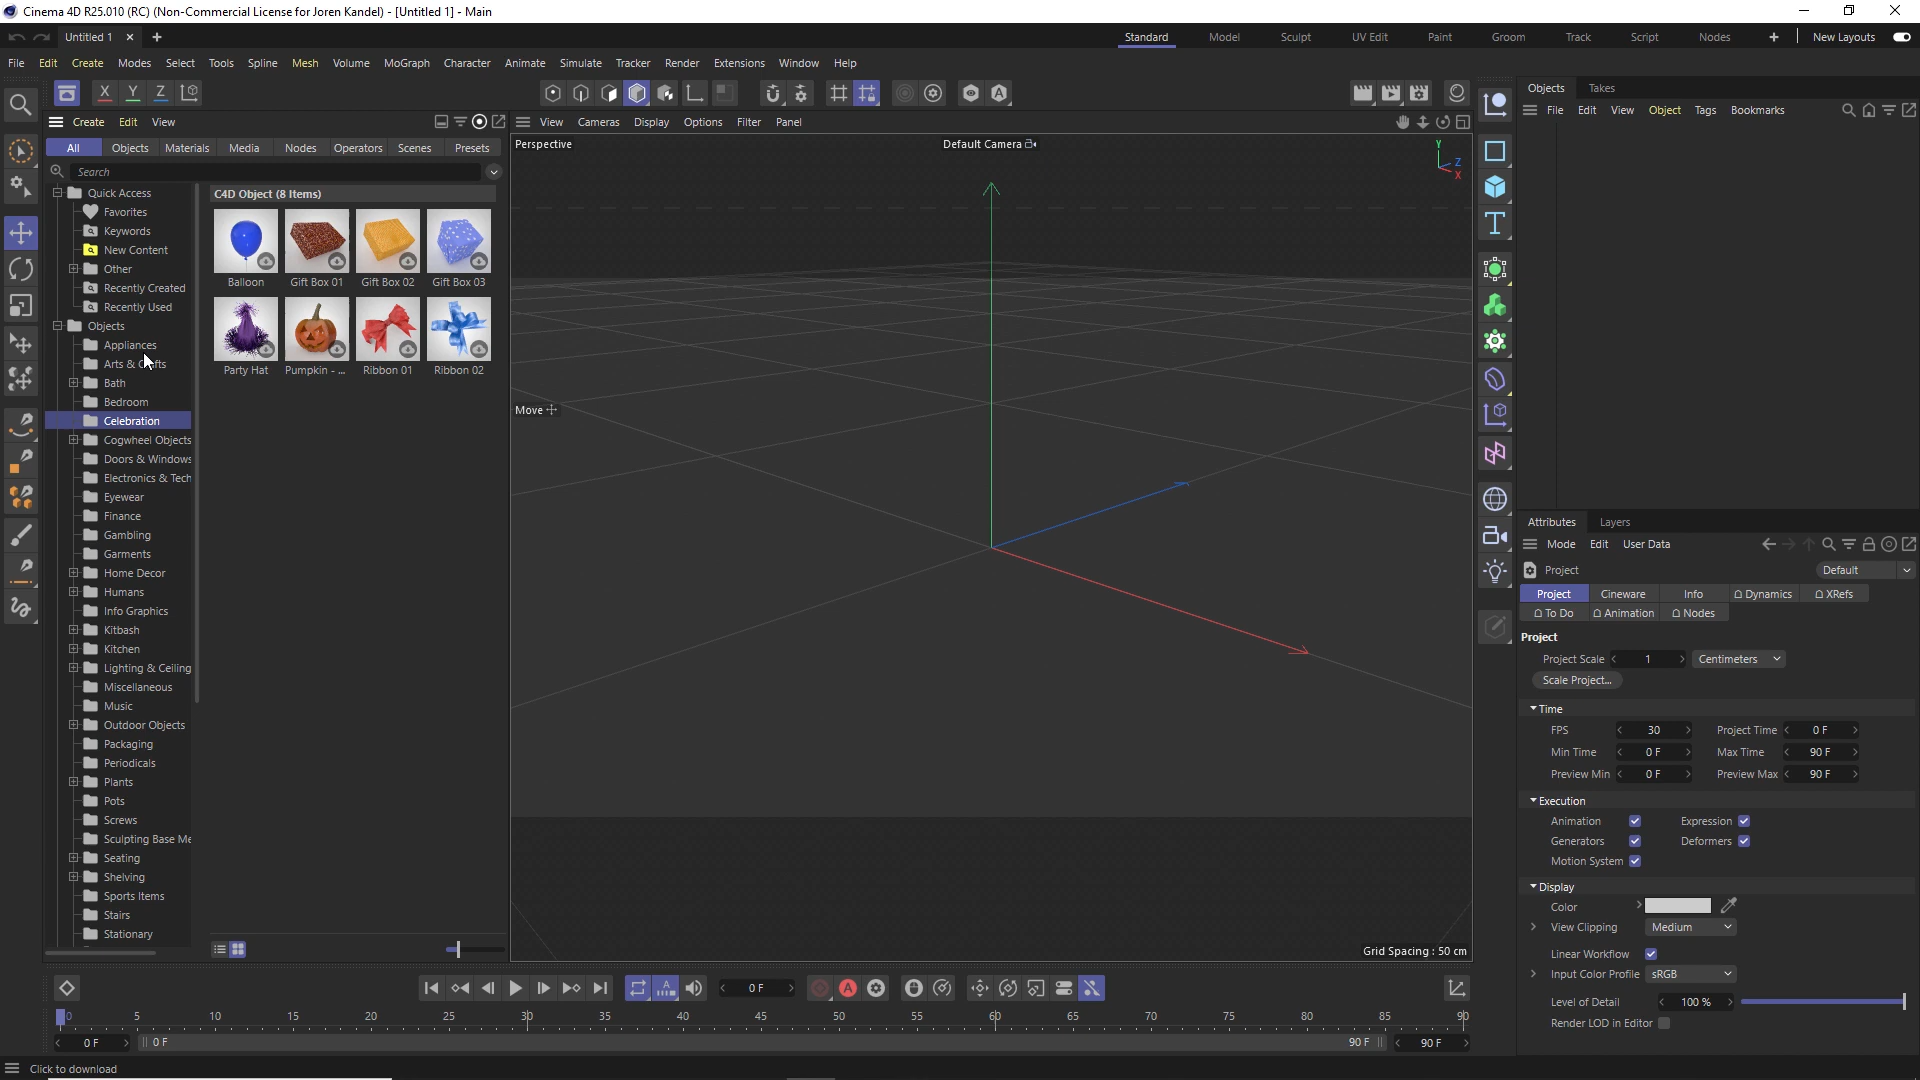 Cinema 4D R25.010 (RC) (Non-Commercial License for Joren Kandel) - [Untitled 1] - Main
Untitled 1
Standard Model Sculpt UV Edit Paint Groom Track Script Nodes New Layouts
File Edit Create Modes Select Tools Spline Mesh Volume MoGraph Character Animate Simulate Tracker Render Extensions Window Help
X Y Z
Create Edit View
All Objects Materials Media Nodes Operators Scenes Presets
Search
Quick Access
Favorites
Keywords
New Content
Other
Recently Created
Recently Used
Objects
Appliances
Arts & Crafts
Bath
Bedroom
Celebration
Cogwheel Objects
Doors & Windows
Electronics & Tech
Eyewear
Finance
Gambling
Garments
Home Decor
Humans
Info Graphics
Kitbash
Kitchen
Lighting & Ceiling
Miscellaneous
Music
Outdoor Objects
Packaging
Periodicals
Plants
Pots
Screws
Sculpting Base Me
Seating
Shelving
Sports Items
Stairs
Stationary
C4D Object (8 Items)
Balloon Gift Box 01 Gift Box 02 Gift Box 03
Party Hat Pumpkin - ... Ribbon 01 Ribbon 02
View Cameras Display Options Filter Panel
Perspective
Default Camera
Y
Z
X
Move
Grid Spacing : 50 cm
Objects Takes
File Edit View Object Tags Bookmarks
Attributes Layers
Mode Edit User Data
Project Default
Project Cineware Info Dynamics XRefs
To Do Animation Nodes
Project
Project Scale 1 Centimeters
Scale Project...
Time
FPS 30 Project Time 0 F
Min Time 0 F Max Time 90 F
Preview Min 0 F Preview Max 90 F
Execution
Animation Expression
Generators Deformers
Motion System
Display
Color
View Clipping Medium
Linear Workflow
Input Color Profile sRGB
Level of Detail 100 %
Render LOD in Editor
0 F
0 5 10 15 20 25 30 35 40 45 50 55 60 65 70 75 80 85 90
0 F 0 F 90 F 90 F
Click to download